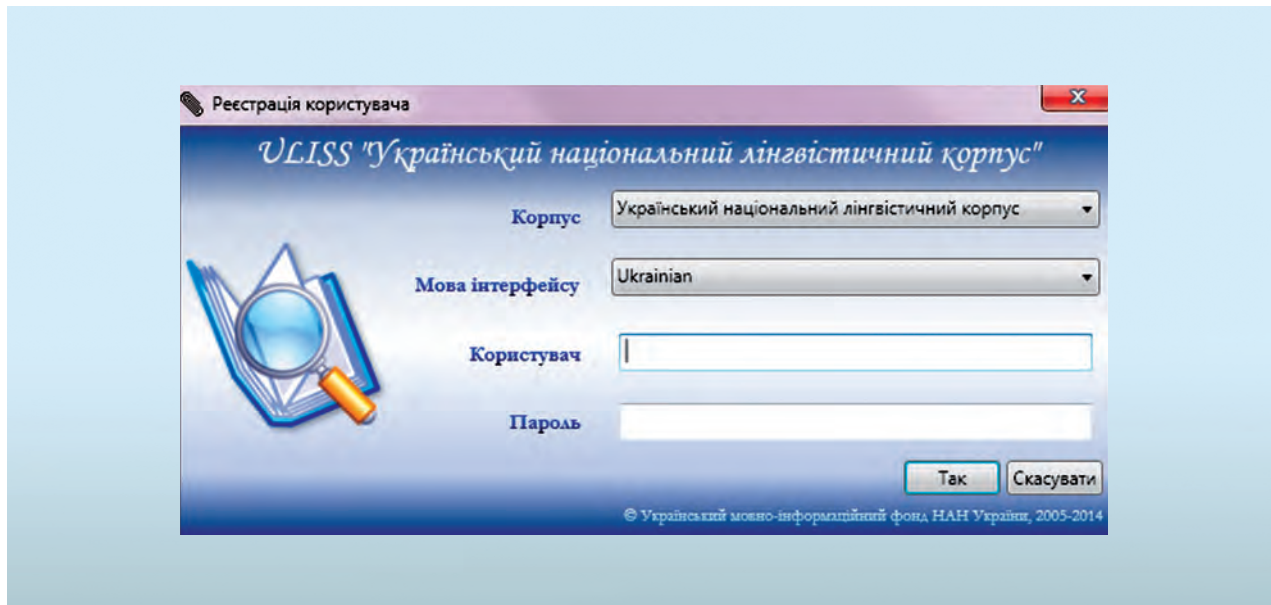 Реєстрація користувача
ULISS "Український національний лінгвістичний корпус"
Корпус
Український національний лінгвістичний корпус
Мова інтерфейсу
Ukrainian
Користувач
Пароль
Так
Скасувати
© Український мовно-інформаційний фонд НАН України, 2005-2014